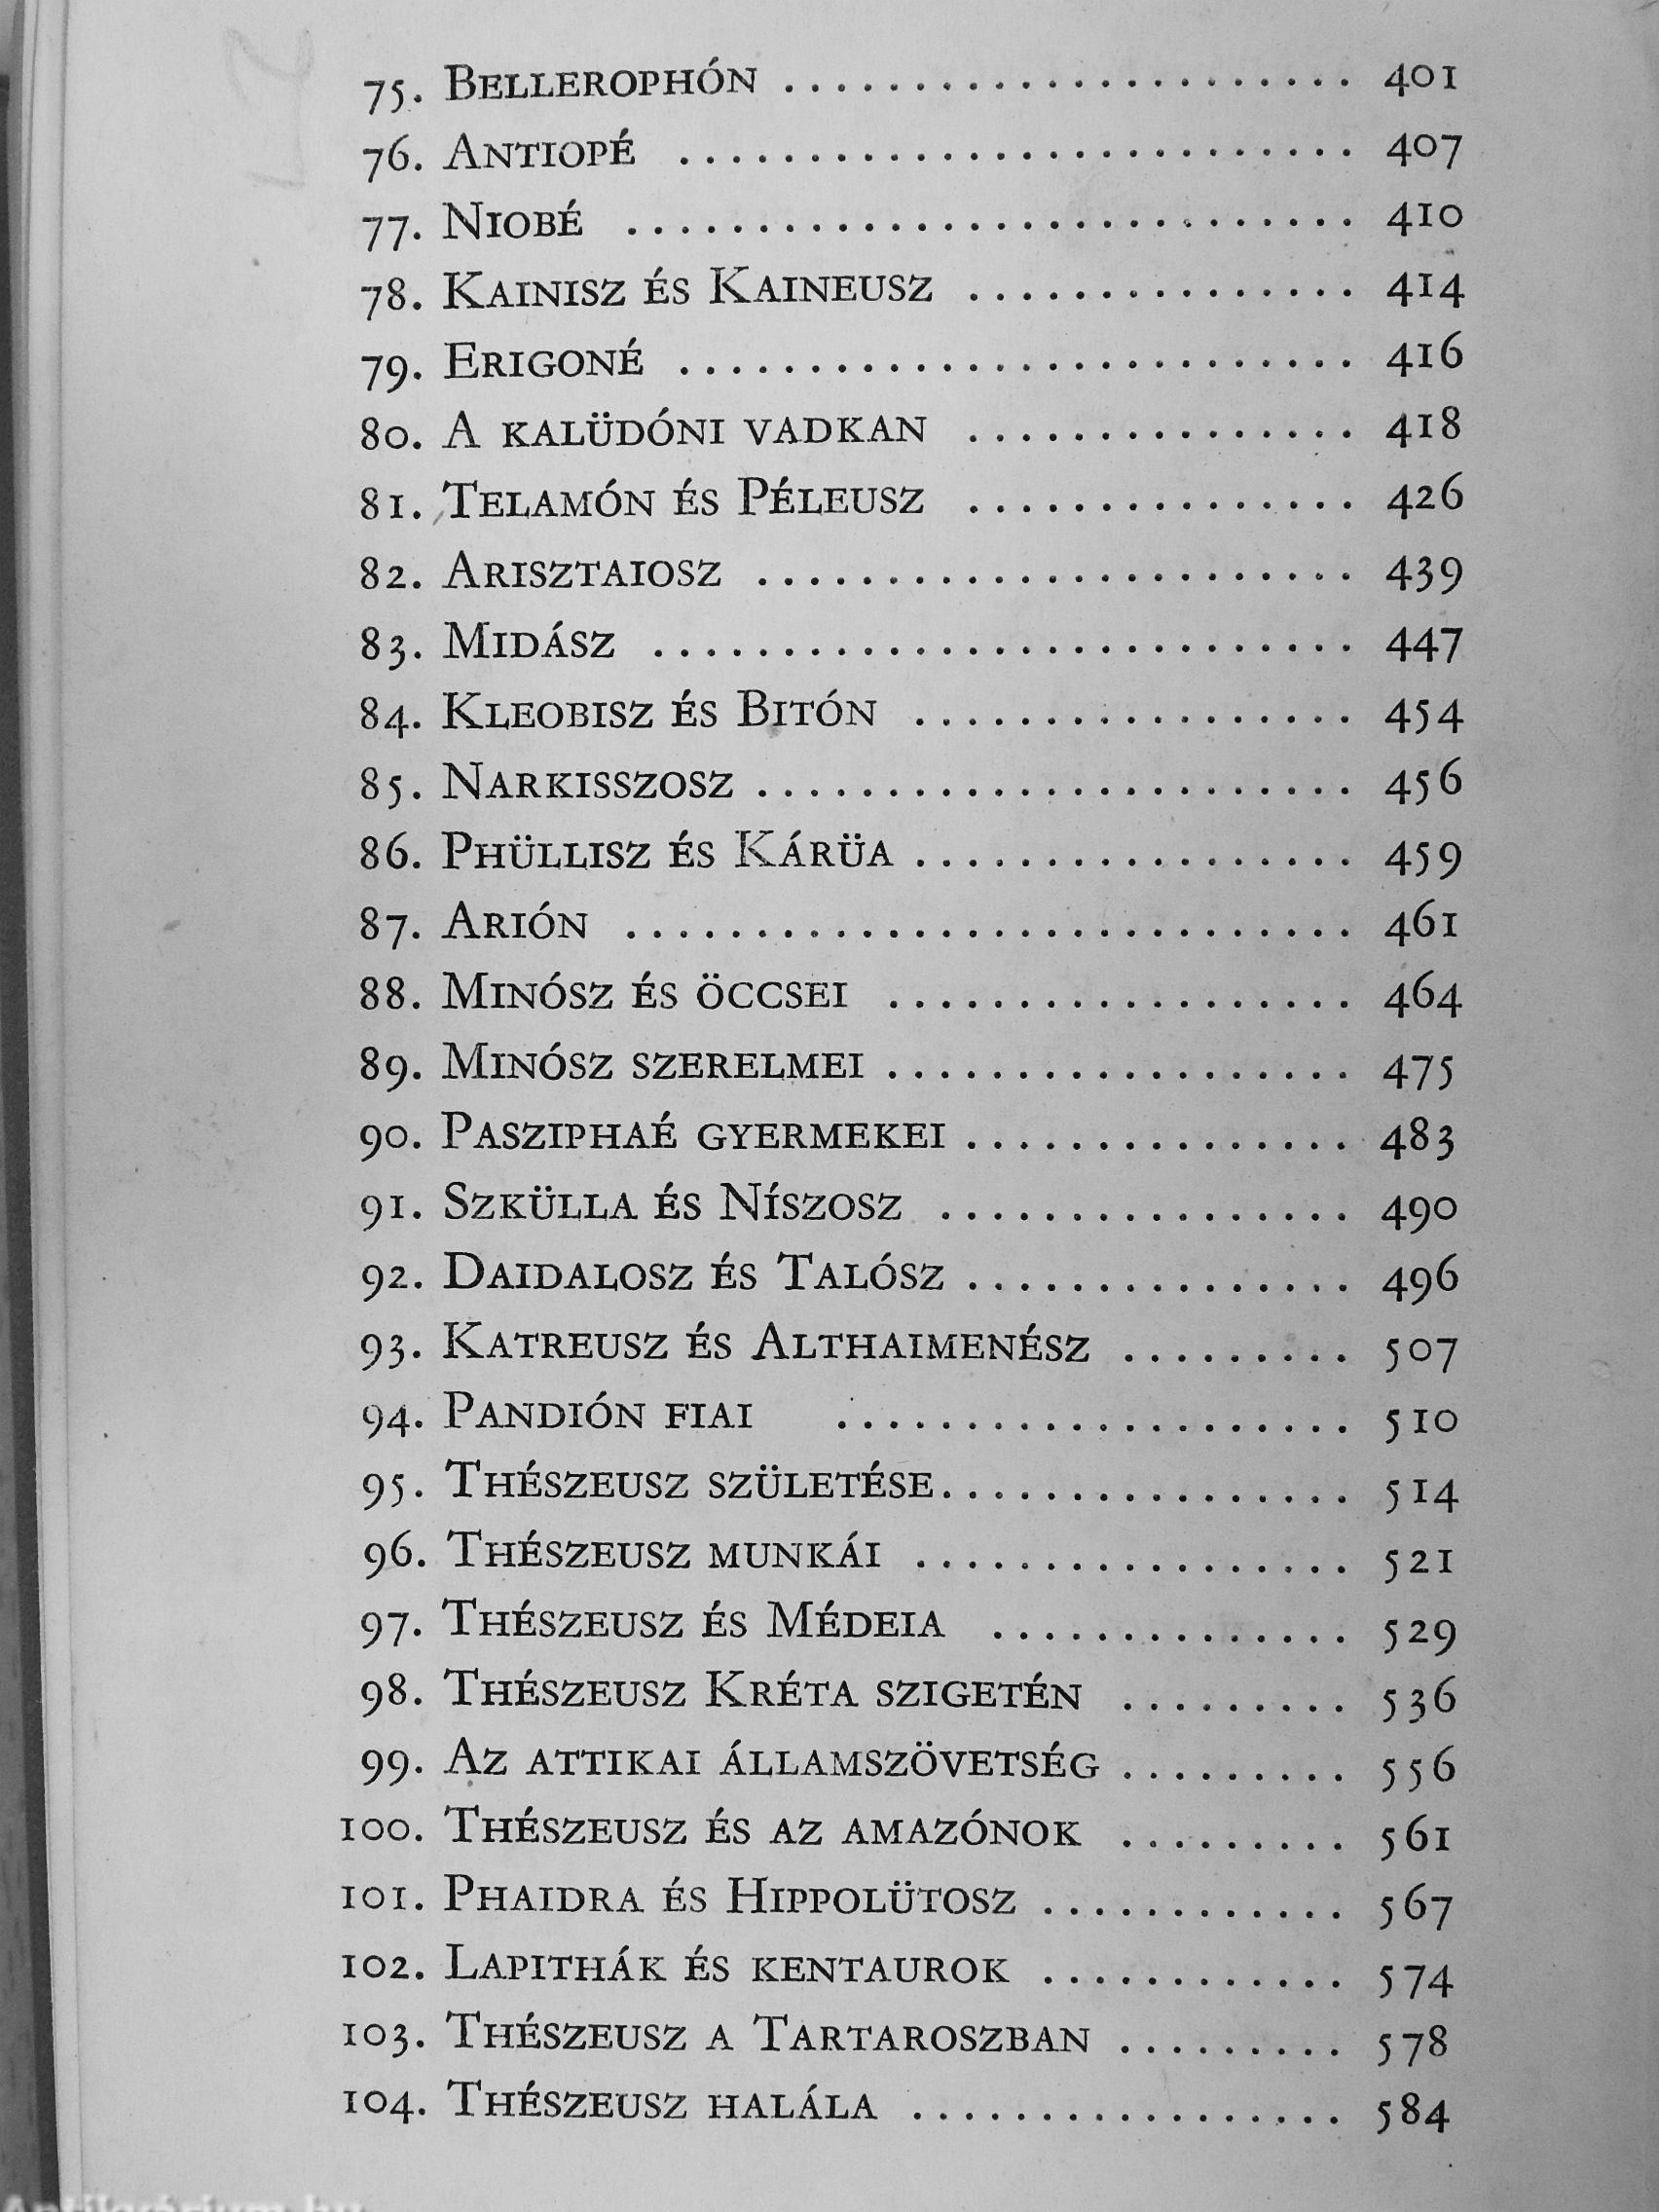 75. Bellerophón . . . . . . . . . . . . . . . . . . . . . . 401
76. Antiopé . . . . . . . . . . . . . . . . . . . . . . . . . . 407
77. Niobé . . . . . . . . . . . . . . . . . . . . . . . . . . . . 410
78. Kainisz és Kaineusz . . . . . . . . . . . . . . . 414
79. Erigoné . . . . . . . . . . . . . . . . . . . . . . . . . . 416
80. A kalüdóni vadkan . . . . . . . . . . . . . . . 418
81. Telamón és Péleusz . . . . . . . . . . . . . . . 426
82. Arisztaiosz . . . . . . . . . . . . . . . . . . . . . . . 439
83. Midász . . . . . . . . . . . . . . . . . . . . . . . . . . . 447
84. Kleobisz és Bitón . . . . . . . . . . . . . . . . . 454
85. Narkisszosz . . . . . . . . . . . . . . . . . . . . . . . 456
86. Phüllisz és Kárüa . . . . . . . . . . . . . . . . . 459
87. Arión . . . . . . . . . . . . . . . . . . . . . . . . . . . . 461
88. Minósz és öccsei . . . . . . . . . . . . . . . . . . 464
89. Minósz szerelmei . . . . . . . . . . . . . . . . . . 475
90. Pasziphaé gyermekei . . . . . . . . . . . . . . . 483
91. Szkülla és Níszosz . . . . . . . . . . . . . . . . 490
92. Daidalosz és Talósz . . . . . . . . . . . . . . . 496
93. Katreusz és Althaimenész . . . . . . . . . 507
94. Pandión fiai . . . . . . . . . . . . . . . . . . . . 510
95. Thészeusz születése. . . . . . . . . . . . . . . . 514
96. Thészeusz munkái . . . . . . . . . . . . . . . . . 521
97. Thészeusz és Médeia . . . . . . . . . . . . . . 529
98. Thészeusz Kréta szigetén . . . . . . . . . 536
99. Az attikai államszövetség . . . . . . . . . 556
100. Thészeusz és az amazónok . . . . . . . . . 561
101. Phaidra és Hippolütosz . . . . . . . . . . . . 567
102. Lapithák és kentaurok . . . . . . . . . . . . 574
103. Thészeusz a Tartaroszban . . . . . . . . . 578
104. Thészeusz halála . . . . . . . . . . . . . . . . . 584